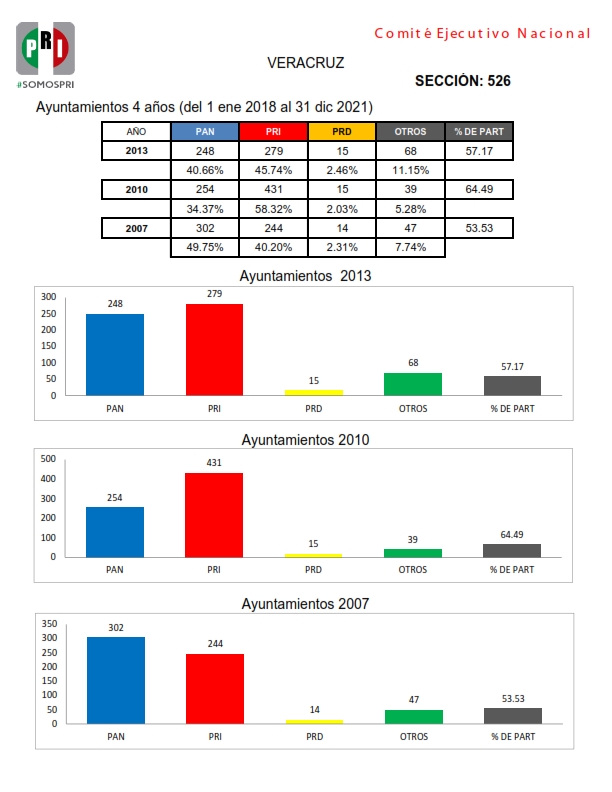 Comité Ejecutivo Nacional
PRI
#SOMOSPRI
VERACRUZ
SECCIÓN: 526
Ayuntamientos 4 años (del 1 ene 2018 al 31 dic 2021)
AÑO PAN PRI PRD OTROS % DE PART
2013 248 279 15 68 57.17
40.66% 45.74% 2.46% 11.15%
2010 254 431 15 39 64.49
34.37% 58.32% 2.03% 5.28%
2007 302 244 14 47 53.53
49.75% 40.20% 2.31% 7.74%
Ayuntamientos 2013
300
250
200
150
100
50
0
248 279 15 68 57.17
PAN PRI PRD OTROS % DE PART
Ayuntamientos 2010
500
400
300
200
100
0
254 431 15 39 64.49
PAN PRI PRD OTROS % DE PART
Ayuntamientos 2007
350
300
250
200
150
100
50
0
302 244 14 47 53.53
PAN PRI PRD OTROS % DE PART